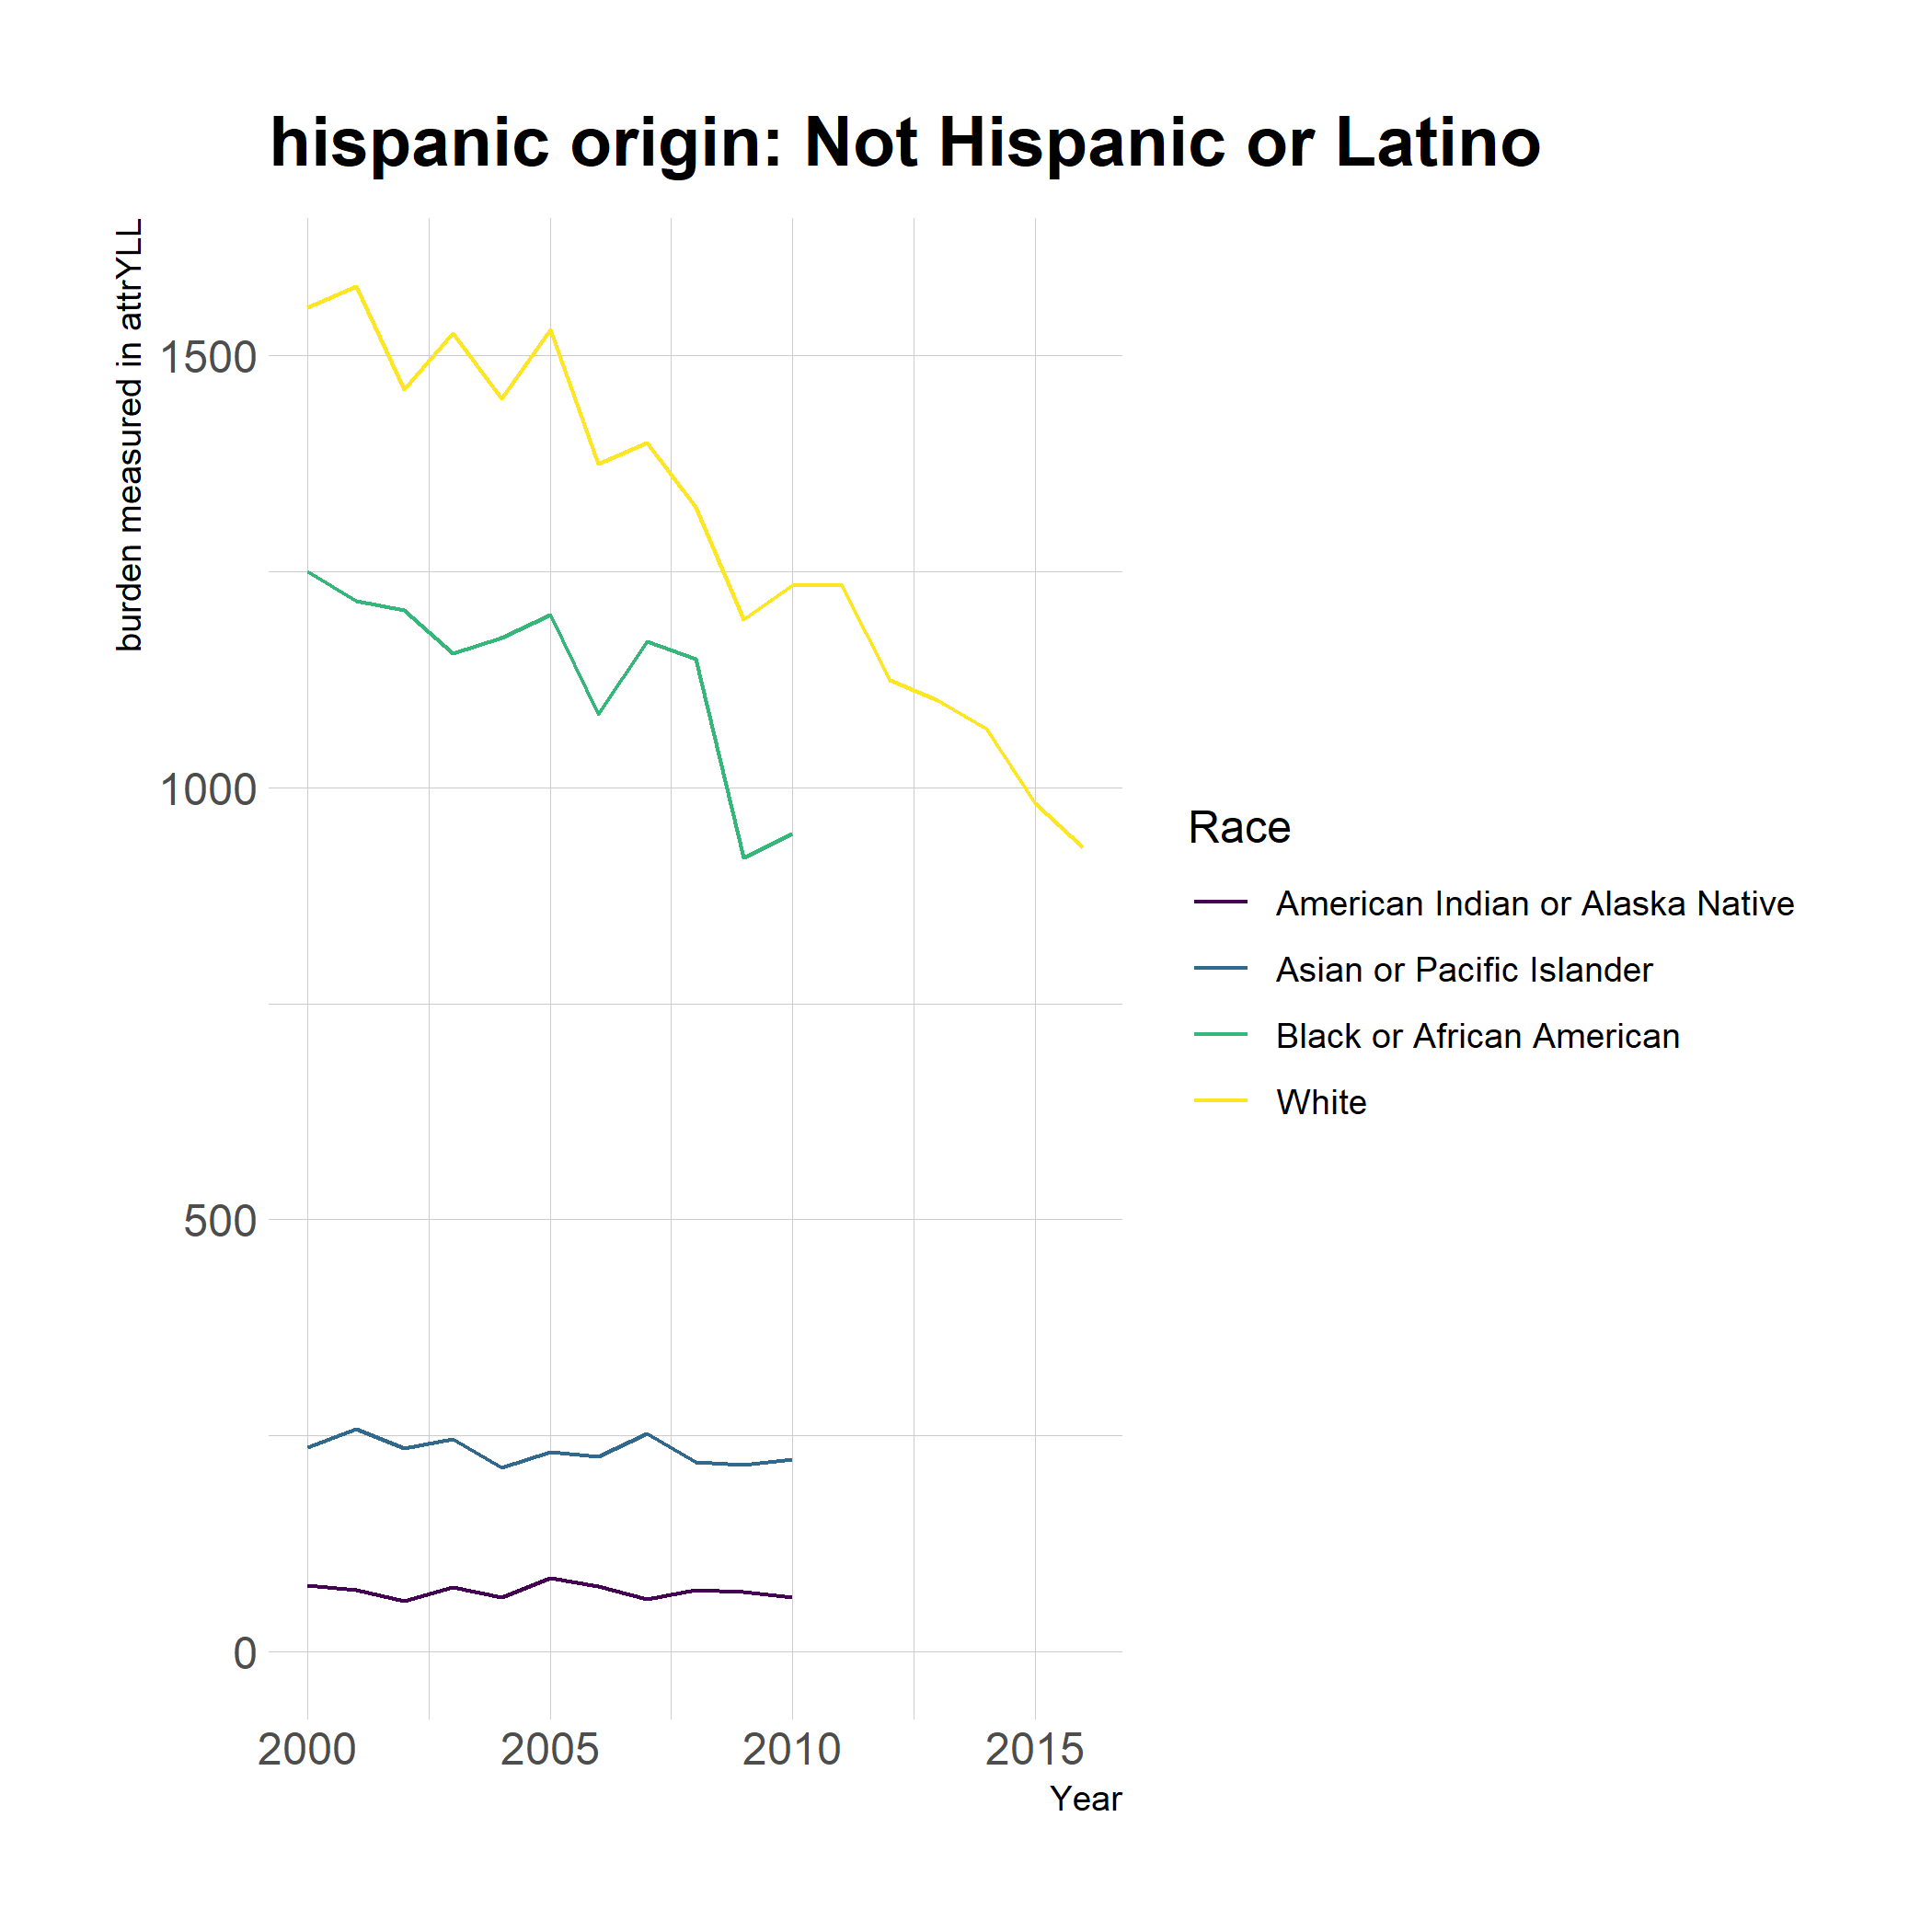 hispanic origin: Not Hispanic or Latino
burden measured in attrYLL
1500
1000
500
0
2000
2005
2010
2015
Year
Race
American Indian or Alaska Native
Asian or Pacific Islander
Black or African American
White